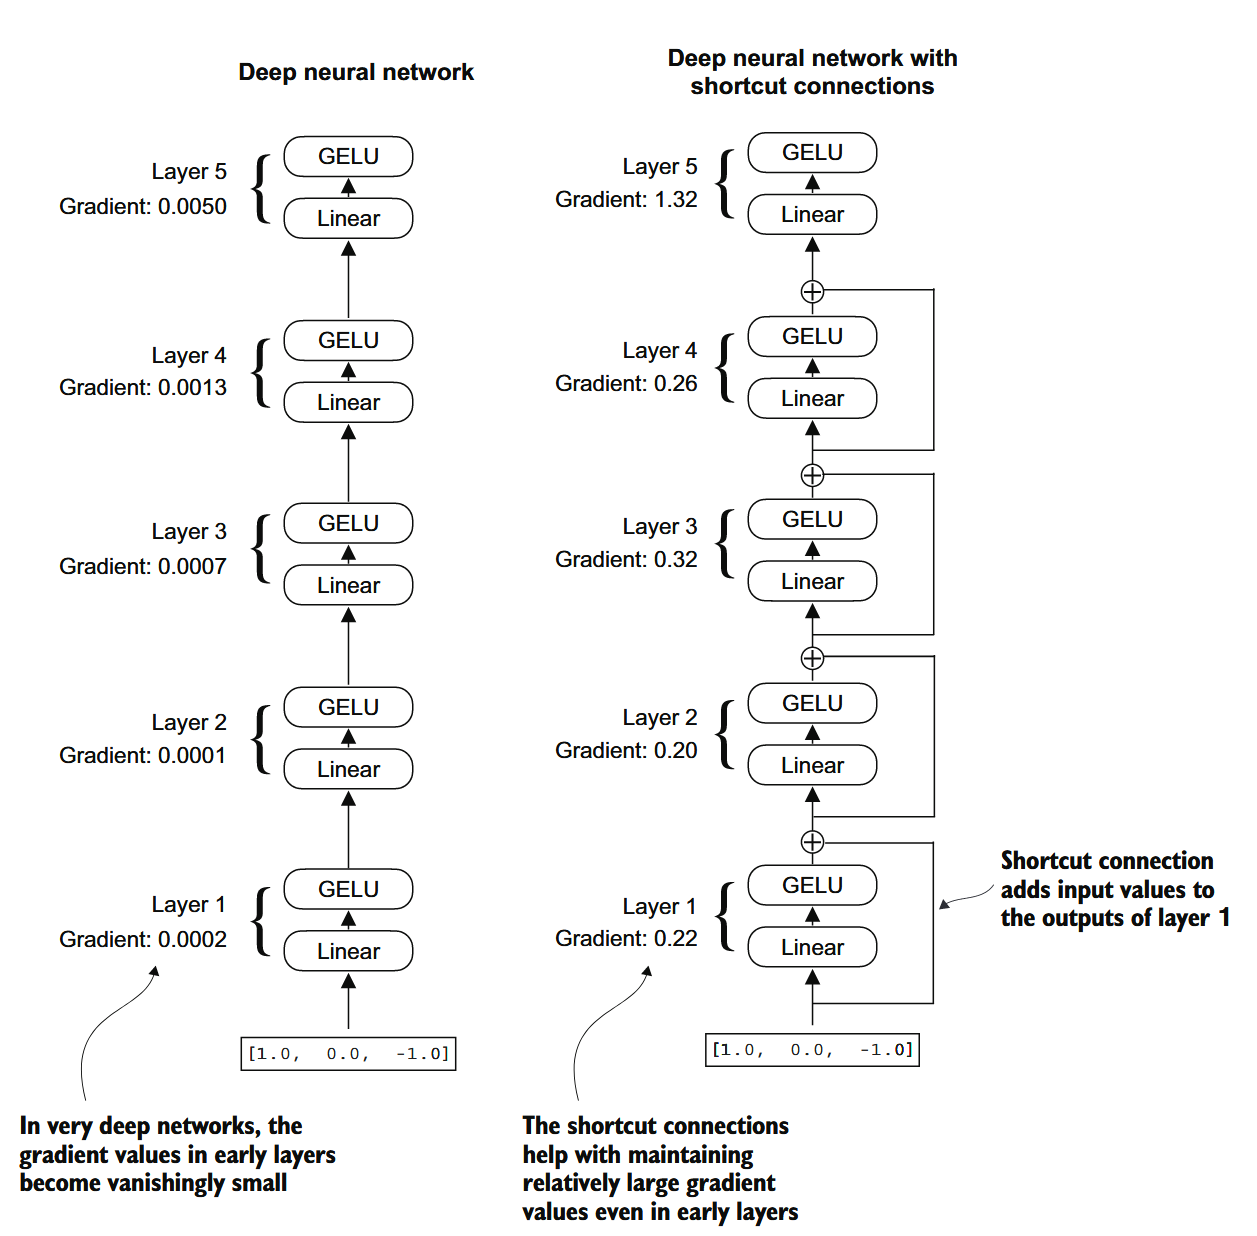 Deep neural network
Layer 5
Gradient: 0.0050
GELU
Linear
Layer 4
Gradient: 0.0013
GELU
Linear
Layer 3
Gradient: 0.0007
GELU
Linear
Layer 2
Gradient: 0.0001
GELU
Linear
Layer 1
Gradient: 0.0002
GELU
Linear
[1.0, 0.0, -1.0]
In very deep networks, the
gradient values in early layers
become vanishingly small
Deep neural network with
shortcut connections
Layer 5
Gradient: 1.32
GELU
Linear
Layer 4
Gradient: 0.26
GELU
Linear
Layer 3
Gradient: 0.32
GELU
Linear
Layer 2
Gradient: 0.20
GELU
Linear
Layer 1
Gradient: 0.22
GELU
Linear
[1.0, 0.0, -1.0]
Shortcut connection
adds input values to
the outputs of layer 1
The shortcut connections
help with maintaining
relatively large gradient
values even in early layers